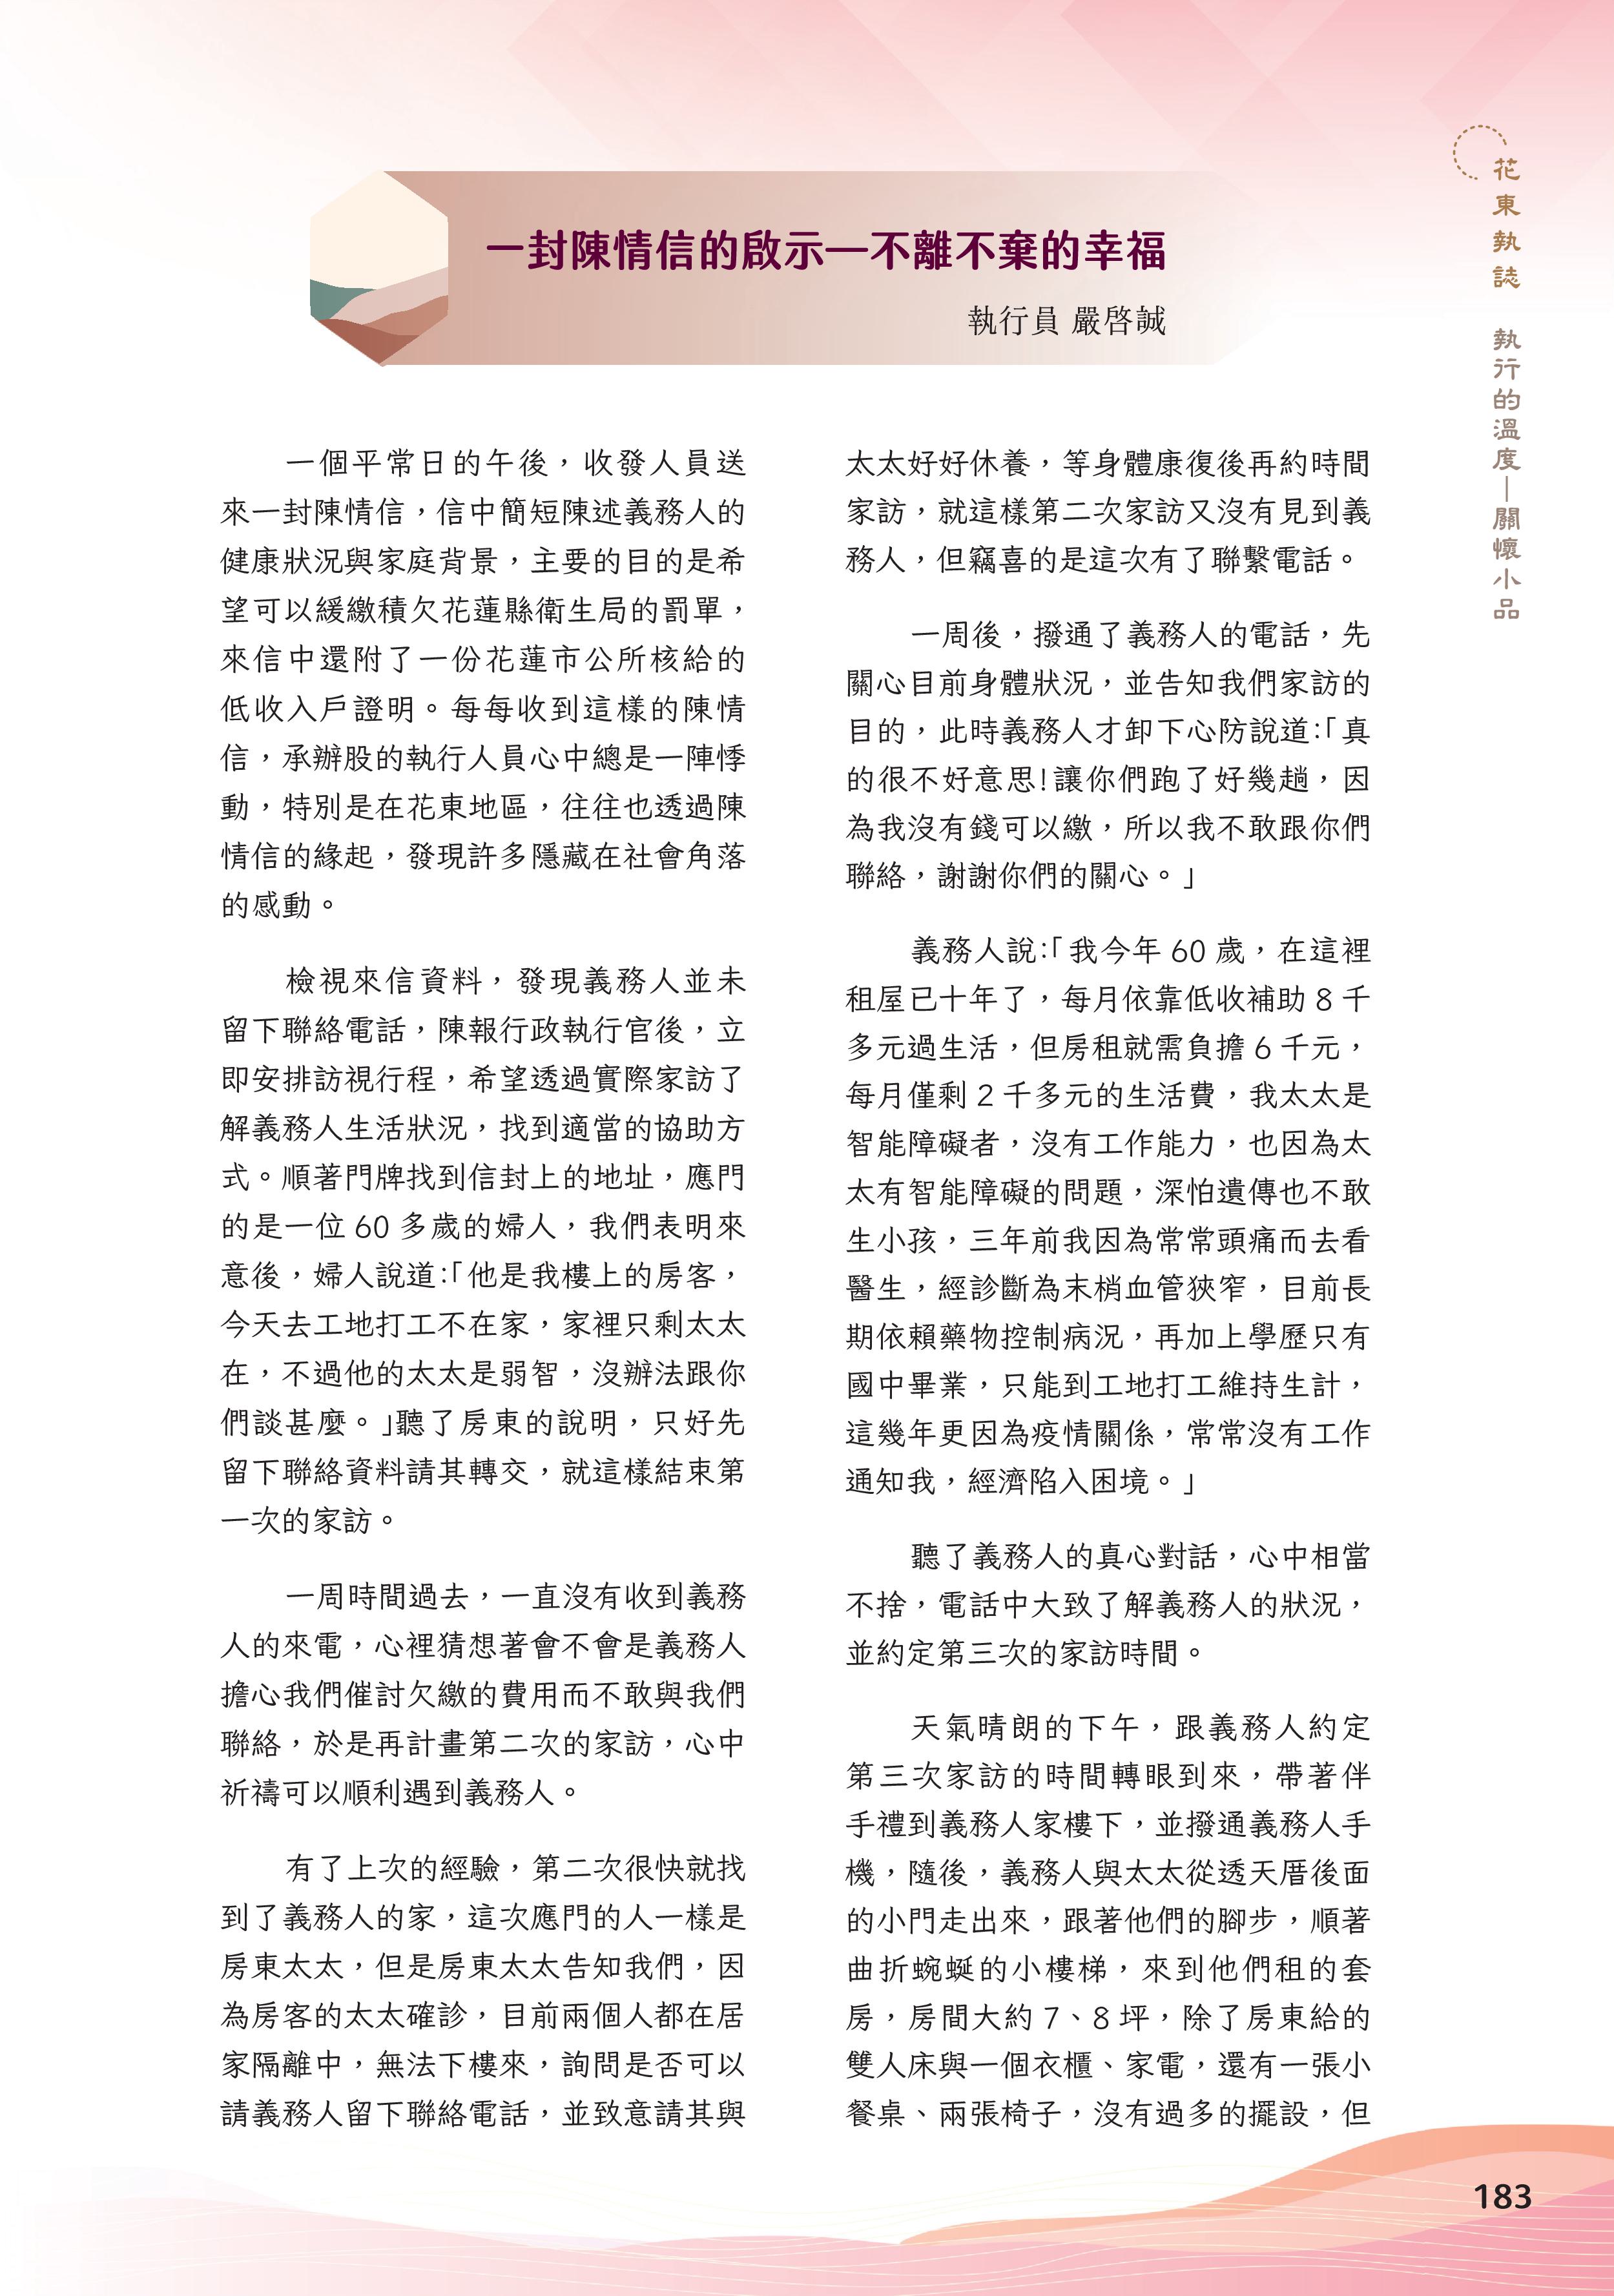 一封陳情信的啟示—不離不棄的幸福
執行員 嚴啓誠
花東執誌 執行的溫度—關懷小品
一個平常日的午後，收發人員送
來一封陳情信，信中簡短陳述義務人的
健康狀況與家庭背景，主要的目的是希
望可以緩繳積欠花蓮縣衛生局的罰單，
來信中還附了一份花蓮市公所核給的
低收入戶證明。每每收到這樣的陳情
信，承辦股的執行人員心中總是一陣悸
動，特別是在花東地區，往往也透過陳
情信的緣起，發現許多隱藏在社會角落
的感動。
檢視來信資料，發現義務人並未
留下聯絡電話，陳報行政執行官後，立
即安排訪視行程，希望透過實際家訪了
解義務人生活狀況，找到適當的協助方
式。順著門牌找到信封上的地址，應門
的是一位 60 多歲的婦人，我們表明來
意後，婦人說道：「他是我樓上的房客，
今天去工地打工不在家，家裡只剩太太
在，不過他的太太是弱智，沒辦法跟你
們談甚麼。」聽了房東的說明，只好先
留下聯絡資料請其轉交，就這樣結束第
一次的家訪。
一周時間過去，一直沒有收到義務
人的來電，心裡猜想著會不會是義務人
擔心我們催討欠繳的費用而不敢與我們
聯絡，於是再計畫第二次的家訪，心中
祈禱可以順利遇到義務人。
有了上次的經驗，第二次很快就找
到了義務人的家，這次應門的人一樣是
房東太太，但是房東太太告知我們，因
為房客的太太確診，目前兩個人都在居
家隔離中，無法下樓來，詢問是否可以
請義務人留下聯絡電話，並致意請其與
太太好好休養，等身體康復後再約時間
家訪，就這樣第二次家訪又沒有見到義
務人，但竊喜的是這次有了聯繫電話。
一周後，撥通了義務人的電話，先
關心目前身體狀況，並告知我們家訪的
目的，此時義務人才卸下心防說道：「真
的很不好意思！讓你們跑了好幾趟，因
為我沒有錢可以繳，所以我不敢跟你們
聯絡，謝謝你們的關心。」
義務人說：「我今年 60 歲，在這裡
租屋已十年了，每月依靠低收補助 8 千
多元過生活，但房租就需負擔 6 千元，
每月僅剩 2 千多元的生活費，我太太是
智能障礙者，沒有工作能力，也因為太
太有智能障礙的問題，深怕遺傳也不敢
生小孩，三年前我因為常常頭痛而去看
醫生，經診斷為末梢血管狹窄，目前長
期依賴藥物控制病況，再加上學歷只有
國中畢業，只能到工地打工維持生計，
這幾年更因為疫情關係，常常沒有工作
通知我，經濟陷入困境。」
聽了義務人的真心對話，心中相當
不捨，電話中大致了解義務人的狀況，
並約定第三次的家訪時間。
天氣晴朗的下午，跟義務人約定
第三次家訪的時間轉眼到來，帶著伴
手禮到義務人家樓下，並撥通義務人手
機，隨後，義務人與太太從透天厝後面
的小門走出來，跟著他們的腳步，順著
曲折蜿蜒的小樓梯，來到他們租的套
房，房間大約 7、8 坪，除了房東給的
雙人床與一個衣櫃、家電，還有一張小
餐桌、兩張椅子，沒有過多的擺設，但
183